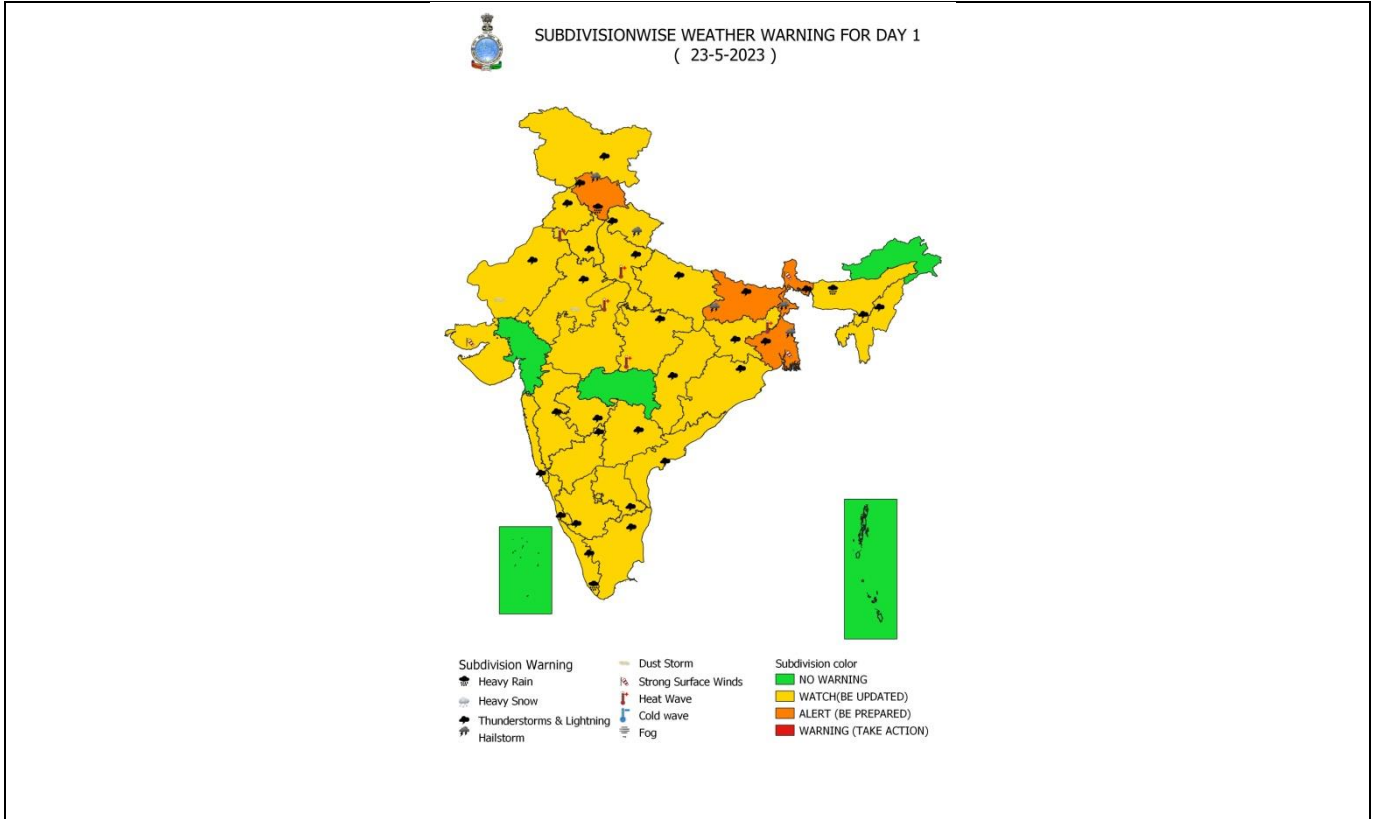 SUBDIVISIONWISE WEATHER WARNING FOR DAY 1
( 23-5-2023 )
Subdivision Warning
Heavy Rain
Heavy Snow
Thunderstorms & Lightning
Hailstorm
Dust Storm
Strong Surface Winds
Heat Wave
Cold wave
Fog
Subdivision color
NO WARNING
WATCH(BE UPDATED)
ALERT (BE PREPARED)
WARNING (TAKE ACTION)